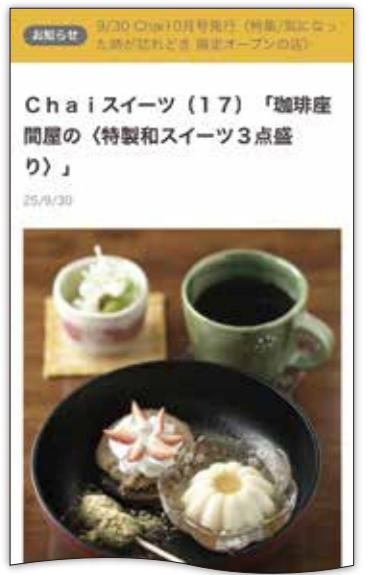 お知らせ
9/30 Chai10月号発行（特集/気になっ
た時が訪れどき 限定オープンの店）
Ｃｈａｉスイーツ（１７）「珈琲座
間屋の〈特製和スイーツ３点盛
り〉」
25/9/30